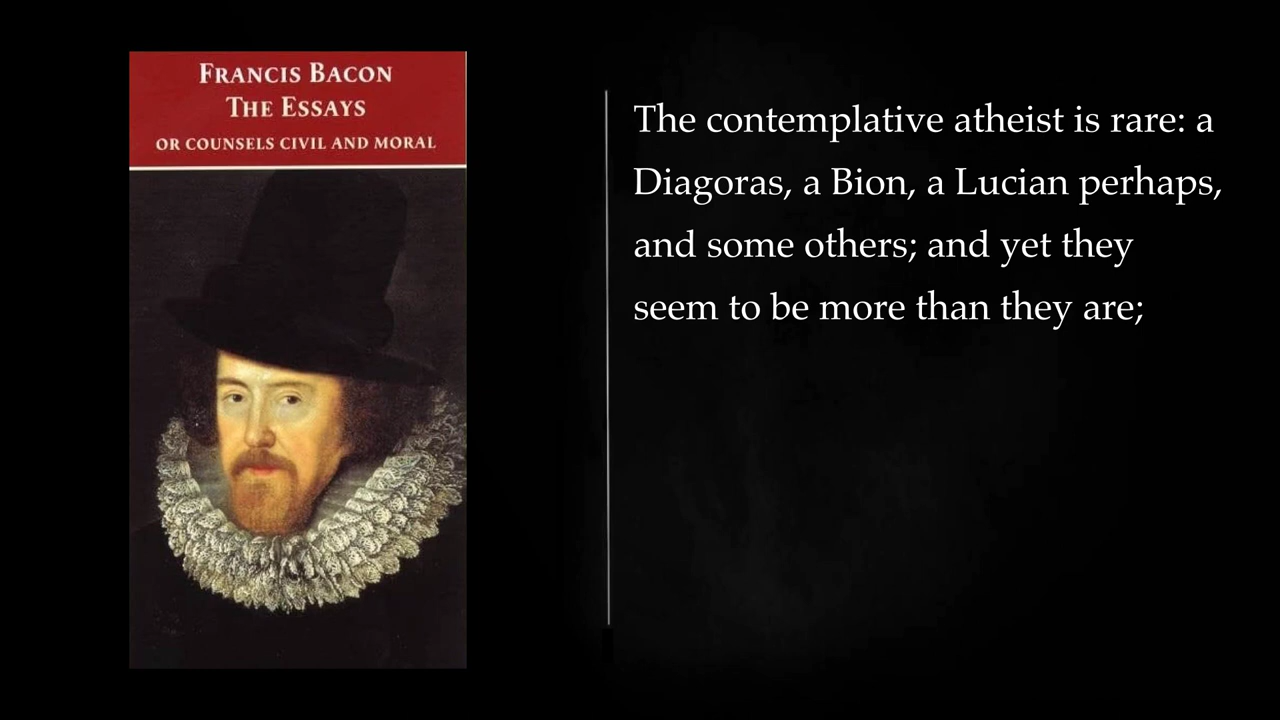 FRANCIS BACON
THE ESSAYS
OR COUNSELS CIVIL AND MORAL
The contemplative atheist is rare: a
Diagoras, a Bion, a Lucian perhaps,
and some others; and yet they
seem to be more than they are;